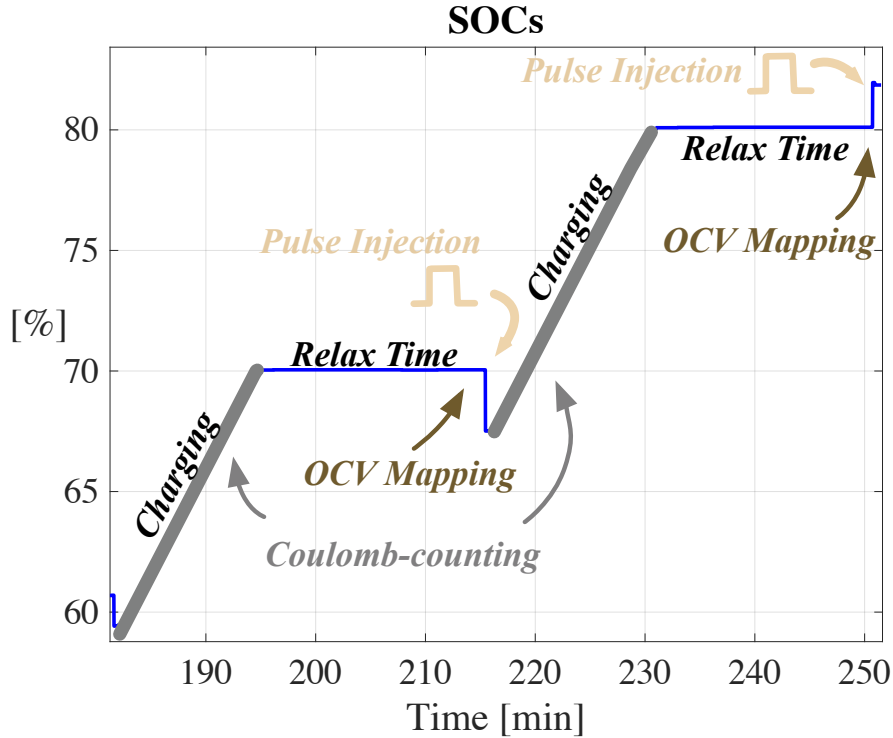 SOCs
Pulse Injection
80
Relax Time
Charging
OCV Mapping
75
Pulse Injection
[%]
70
Relax Time
Charging
OCV Mapping
65
Coulomb-counting
60
190 200 210 220 230 240 250
Time [min]